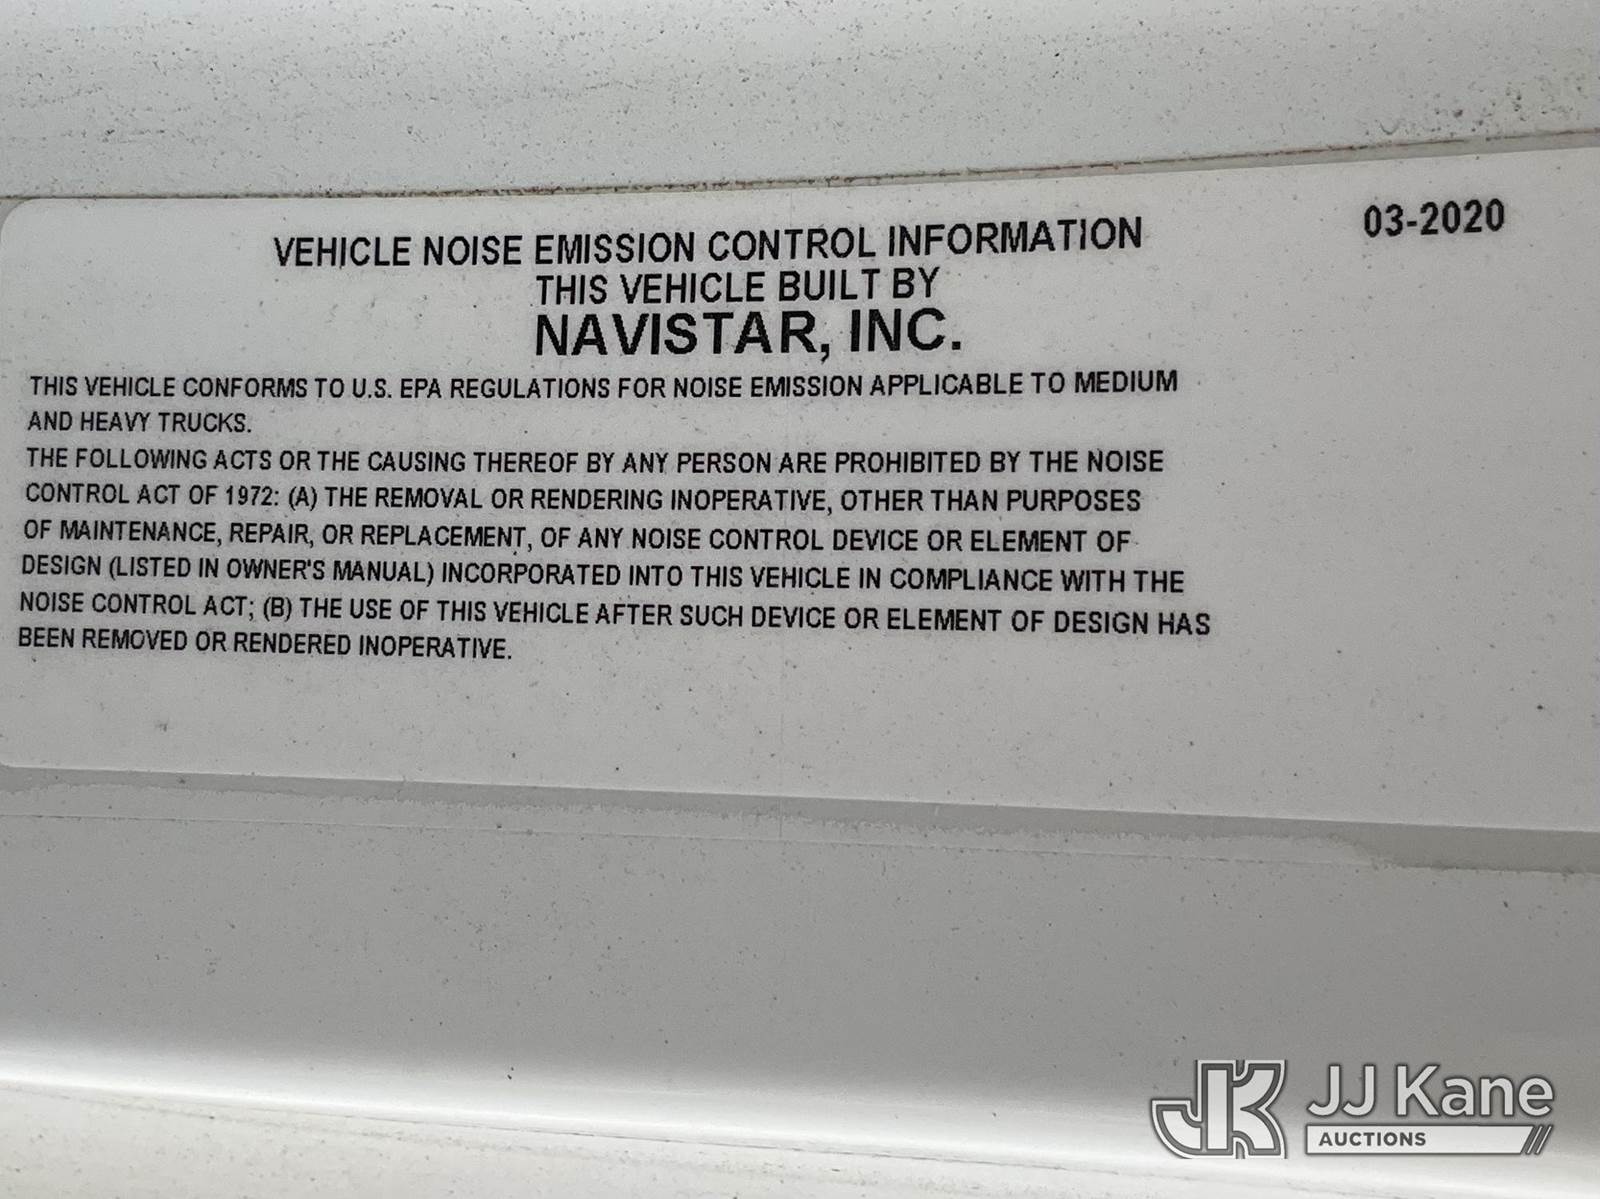 03-2020
VEHICLE NOISE EMISSION CONTROL INFORMATION
THIS VEHICLE BUILT BY
NAVISTAR, INC.
THIS VEHICLE CONFORMS TO U.S. EPA REGULATIONS FOR NOISE EMISSION APPLICABLE TO MEDIUM
AND HEAVY TRUCKS.
THE FOLLOWING ACTS OR THE CAUSING THEREOF BY ANY PERSON ARE PROHIBITED BY THE NOISE
CONTROL ACT OF 1972: (A) THE REMOVAL OR RENDERING INOPERATIVE, OTHER THAN PURPOSES
OF MAINTENANCE, REPAIR, OR REPLACEMENT, OF ANY NOISE CONTROL DEVICE OR ELEMENT OF
DESIGN (LISTED IN OWNER'S MANUAL) INCORPORATED INTO THIS VEHICLE IN COMPLIANCE WITH THE
NOISE CONTROL ACT; (B) THE USE OF THIS VEHICLE AFTER SUCH DEVICE OR ELEMENT OF DESIGN HAS
BEEN REMOVED OR RENDERED INOPERATIVE.
JK JJ Kane
AUCTIONS